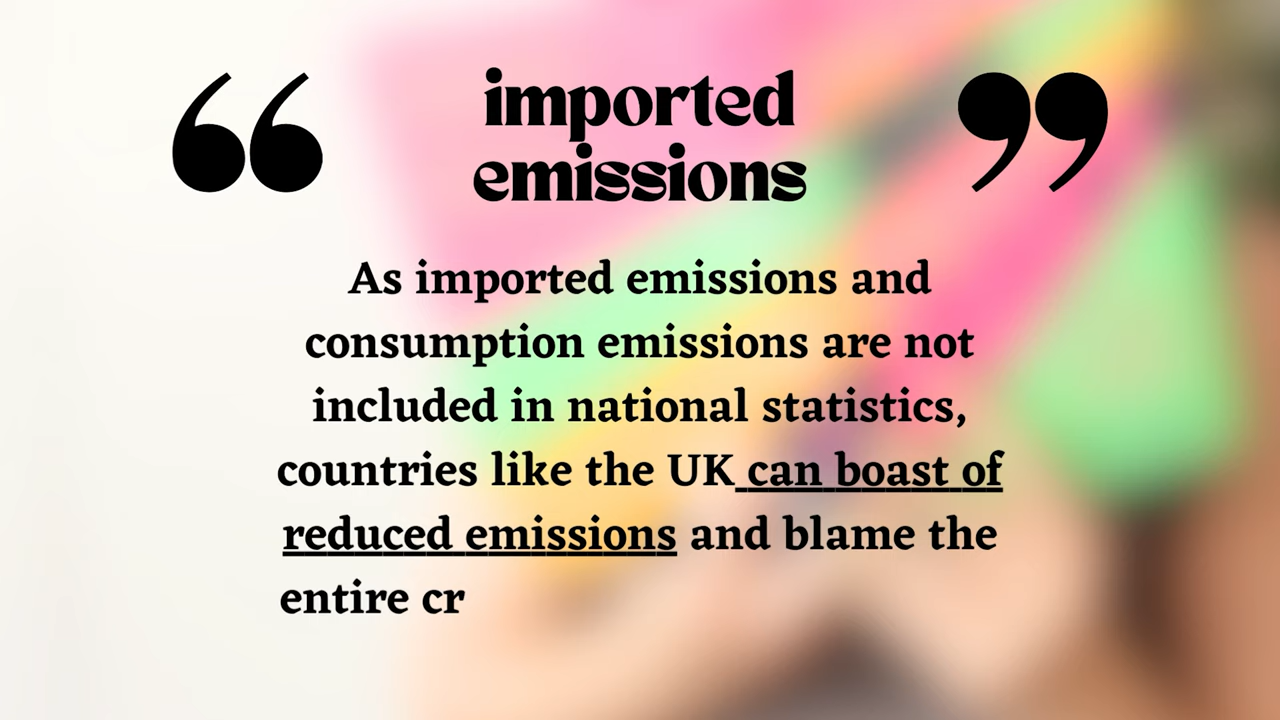 “ imported ”
emissions
As imported emissions and
consumption emissions are not
included in national statistics,
countries like the UK can boast of
reduced emissions and blame the
entire cr